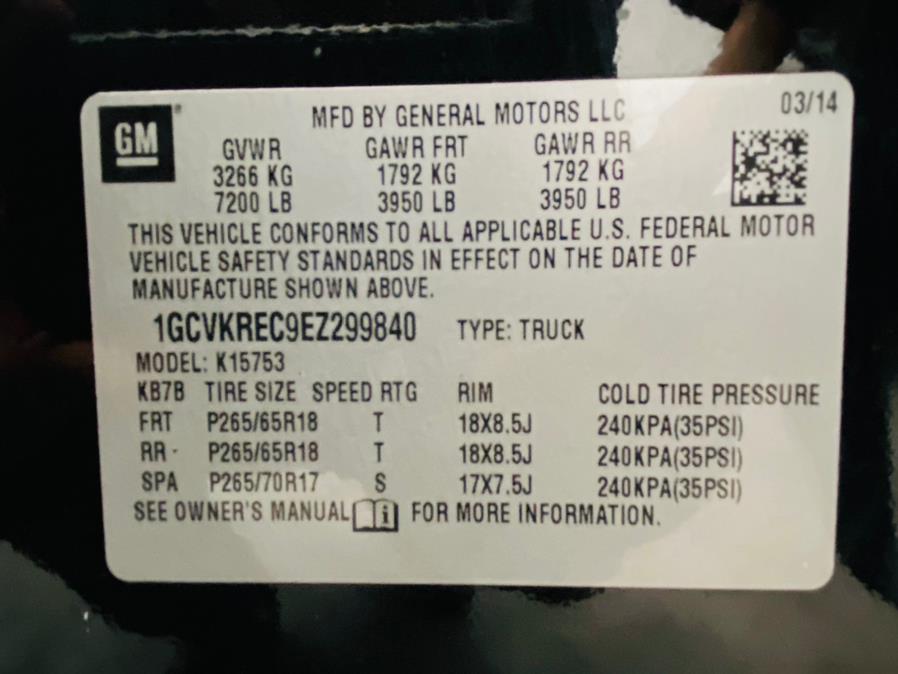 GM
MFD BY GENERAL MOTORS LLC 03/14
GVWR GAWR FRT GAWR RR
3266 KG 1792 KG 1792 KG
7200 LB 3950 LB 3950 LB
THIS VEHICLE CONFORMS TO ALL APPLICABLE U.S. FEDERAL MOTOR
VEHICLE SAFETY STANDARDS IN EFFECT ON THE DATE OF
MANUFACTURE SHOWN ABOVE.
1GCVKREC9EZ299840 TYPE: TRUCK
MODEL: K15753
KB7B TIRE SIZE SPEED RTG RIM COLD TIRE PRESSURE
FRT P265/65R18 T 18X8.5J 240KPA(35PSI)
RR P265/65R18 T 18X8.5J 240KPA(35PSI)
SPA P265/70R17 S 17X7.5J 240KPA(35PSI)
SEE OWNER'S MANUAL i FOR MORE INFORMATION.